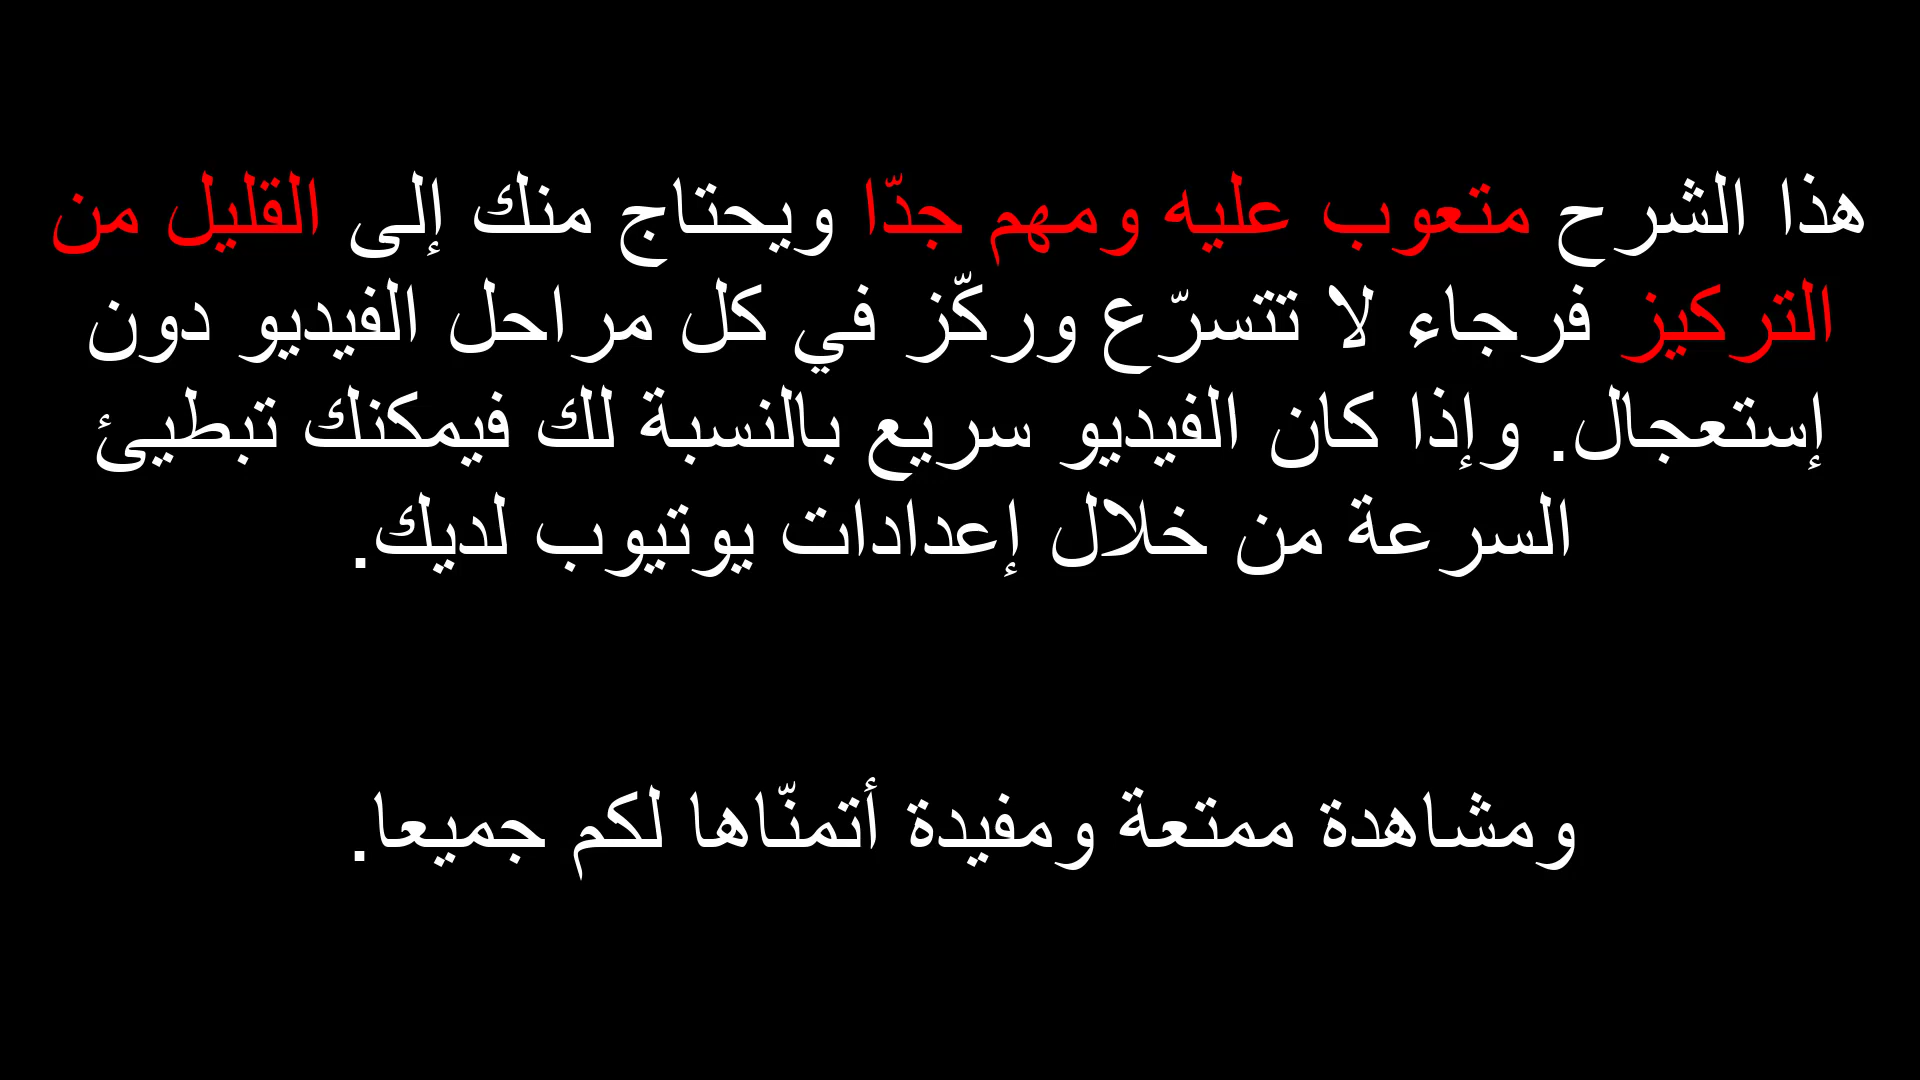 هذا الشرح متعوب عليه ومهم جدّا ويحتاج منك إلى القليل من
التركيز فرجاء لا تتسرّع وركّز في كل مراحل الفيديو دون
إستعجال. وإذا كان الفيديو سريع بالنسبة لك فيمكنك تبطيئ
السرعة من خلال إعدادات يوتيوب لديك.
ومشاهدة ممتعة ومفيدة أتمنّاها لكم جميعا.